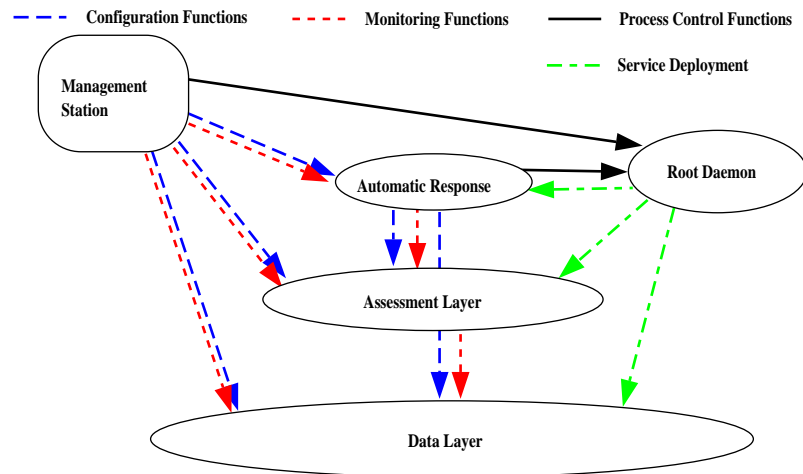 Configuration Functions
Monitoring Functions
Process Control Functions
Service Deployment
Management
Station
Automatic Response
Root Daemon
Assessment Layer
Data Layer